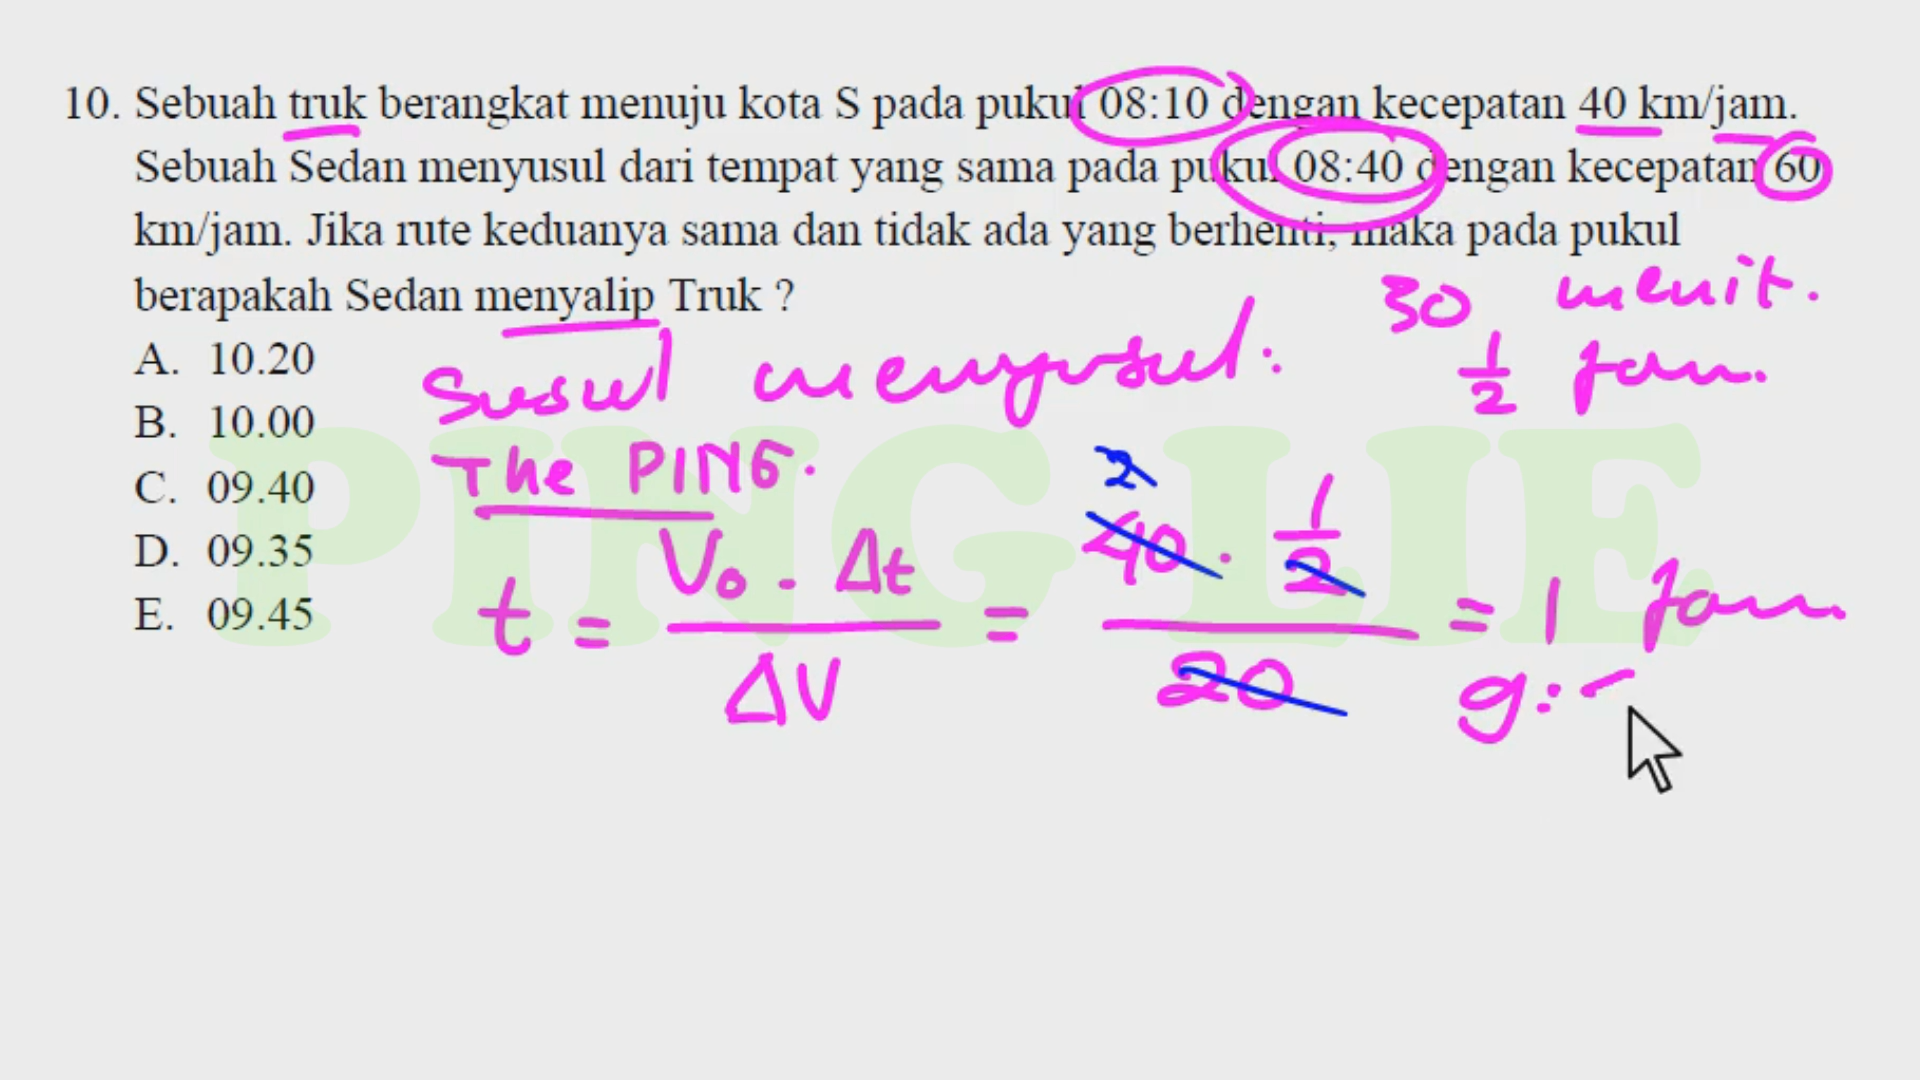 10. Sebuah truk berangkat menuju kota S pada pukul 08:10 dengan kecepatan 40 km/jam.
Sebuah Sedan menyusul dari tempat yang sama pada pukul 08:40 dengan kecepatan 60
km/jam. Jika rute keduanya sama dan tidak ada yang berhenti, maka pada pukul
berapakah Sedan menyalip Truk ?
30 menit.
A. 10.20
susul menyusul:
1/2 jam.
B. 10.00
The PING.
2
C. 09.40
D. 09.35
E. 09.45
t = V₀ . Δt / ΔV = 40 . 1/2 / 20 = 1 Jam
g:
PING LIE